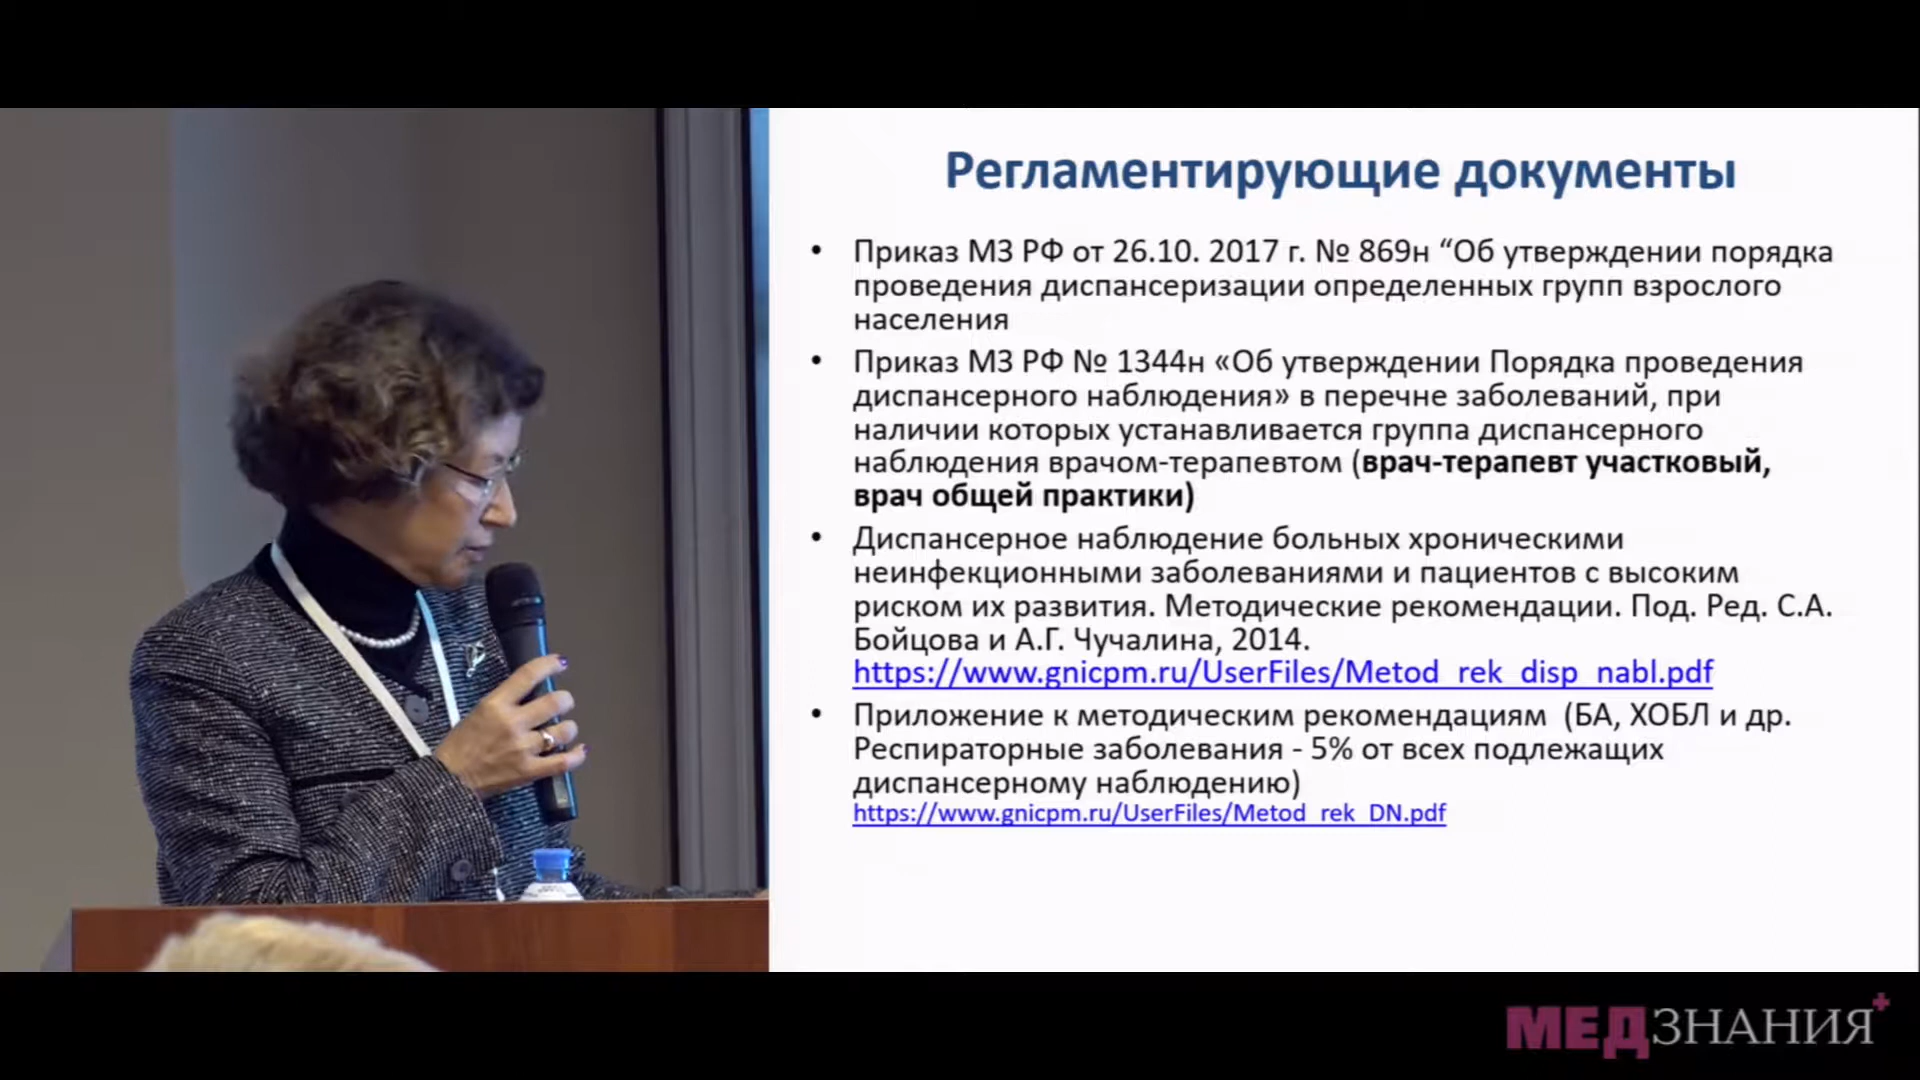 Регламентирующие документы
• Приказ МЗ РФ от 26.10. 2017 г. № 869н “Об утверждении порядка
проведения диспансеризации определенных групп взрослого
населения
• Приказ МЗ РФ № 1344н «Об утверждении Порядка проведения
диспансерного наблюдения» в перечне заболеваний, при
наличии которых устанавливается группа диспансерного
наблюдения врачом-терапевтом (врач-терапевт участковый,
врач общей практики)
• Диспансерное наблюдение больных хроническими
неинфекционными заболеваниями и пациентов с высоким
риском их развития. Методические рекомендации. Под. Ред. С.А.
Бойцова и А.Г. Чучалина, 2014.
https://www.gnicpm.ru/UserFiles/Metod_rek_disp_nabl.pdf
• Приложение к методическим рекомендациям (БА, ХОБЛ и др.
Респираторные заболевания - 5% от всех подлежащих
диспансерному наблюдению)
https://www.gnicpm.ru/UserFiles/Metod_rek_DN.pdf
МЕДЗНАНИЯ+